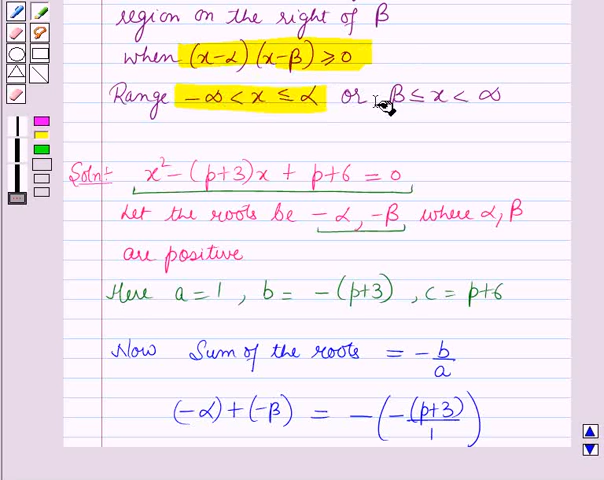 region on the right of β
when (x-α)(x-β) ⩾ 0
Range -∞ < x ≤ α or β ≤ x < ∞
Soln: x² - (p+3)x + p+6 = 0
Let the roots be -α, -β where α, β
are positive
Here a = 1, b = -(p+3), c = p+6
Now Sum of the roots = -b/a
(-α)+(-β) = -(-(p+3)/1)